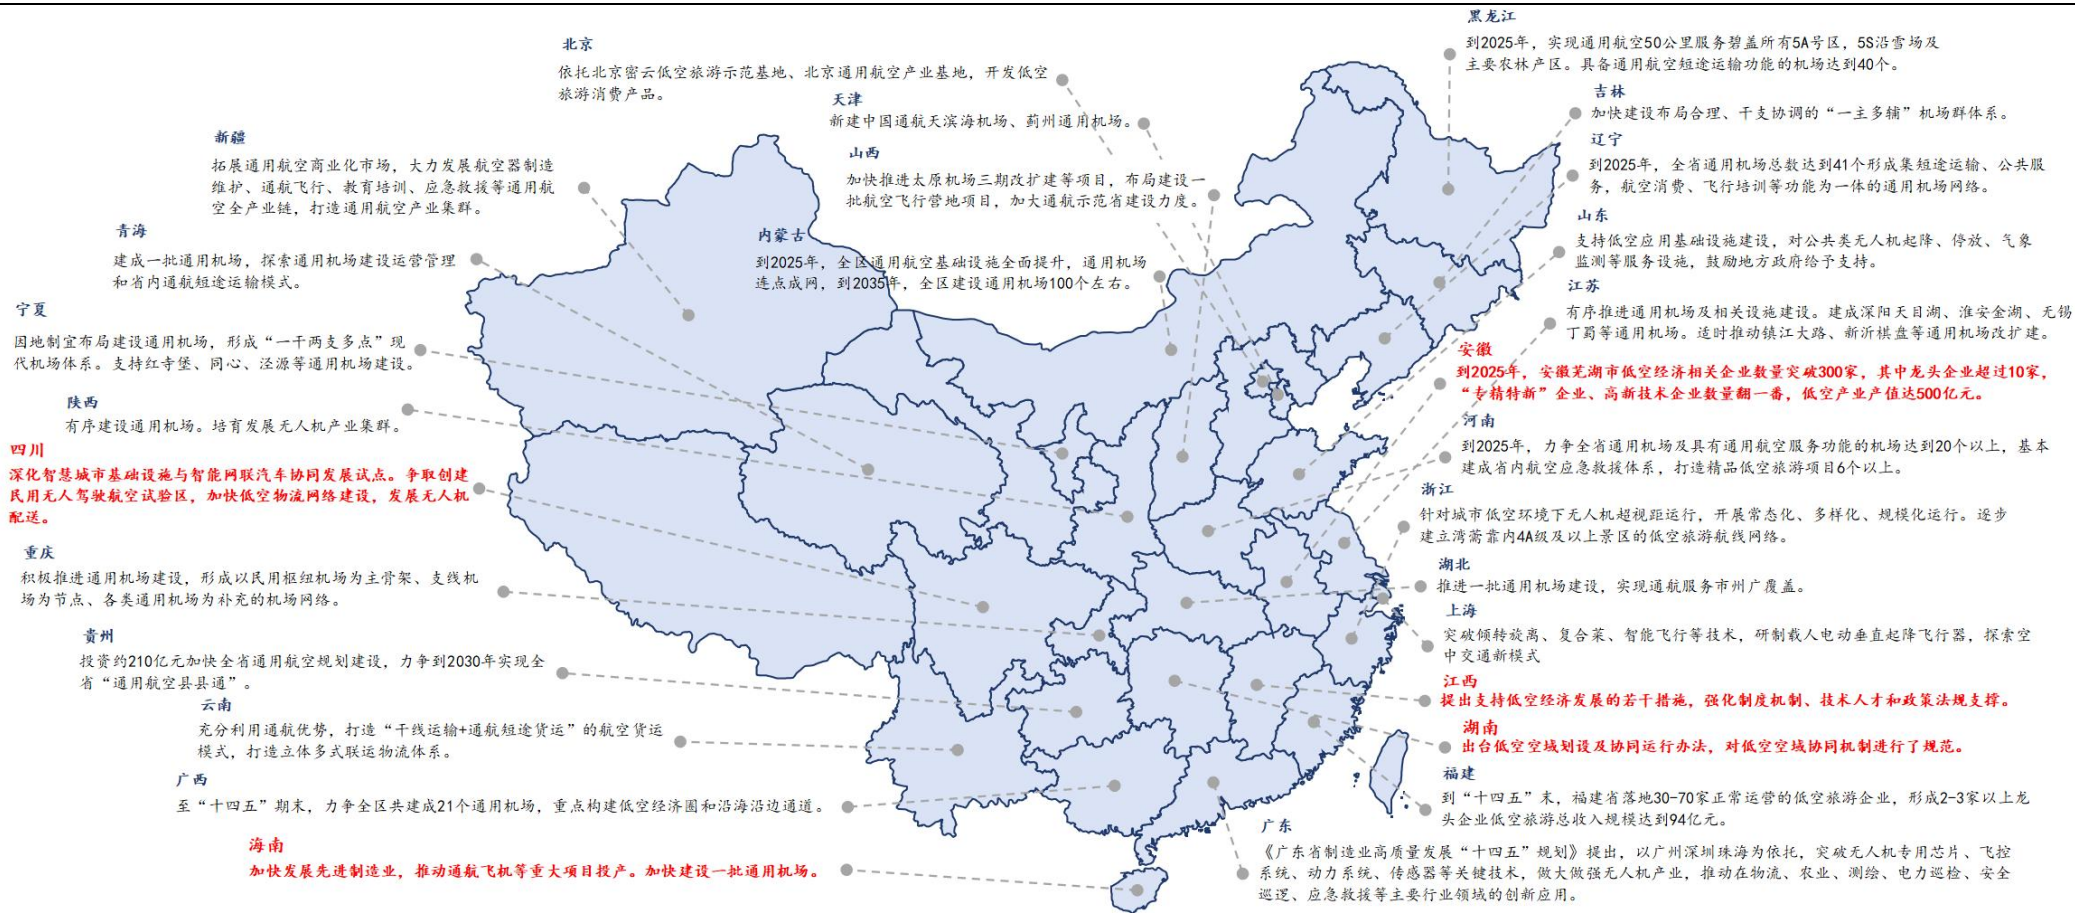 北京
依托北京密云低空旅游示范基地、北京通用航空产业基地，开发低空
旅游消费产品。
天津
新建中国通航天滨海机场、蓟州通用机场。
山西
加快推进太原机场三期改扩建等项目，布局建设一
批航空飞行营地项目，加大通航示范省建设力度。
内蒙古
到2025年，全区通用航空基础设施全面提升，通用机场
连点成网，到2035年，全区建设通用机场100个左右。
新疆
拓展通用航空商业化市场，大力发展航空器制造
维护、通航飞行、教育培训、应急救援等通用航
空全产业链，打造通用航空产业集群。
青海
建成一批通用机场，探索通用机场建设运营管理
和省内通航短途运输模式。
宁夏
因地制宜布局建设通用机场，形成“一干两支多点”现
代机场体系。支持红寺堡、同心、泾源等通用机场建设。
陕西
有序建设通用机场。培育发展无人机产业集群。
四川
深化智慧城市基础设施与智能网联汽车协同发展试点。争取创建
民用无人驾驶航空试验区，加快低空物流网络建设，发展无人机
配送。
重庆
积极推进通用机场建设，形成以民用枢纽机场为主骨架、支线机
场为节点、各类通用机场为补充的机场网络。
贵州
投资约210亿元加快全省通用航空规划建设，力争到2030年实现全
省“通用航空县县通”。
云南
充分利用通航优势，打造“干线运输+通航短途货运”的航空货运
模式，打造立体多式联运物流体系。
广西
至“十四五”期末，力争全区共建成21个通用机场，重点构建低空经济圈和沿海沿边通道。
海南
加快发展先进制造业，推动通航飞机等重大项目投产。加快建设一批通用机场。
黑龙江
到2025年，实现通用航空50公里服务碧盖所有5A号区，5S沿雪场及
主要农林产区。具备通用航空短途运输功能的机场达到40个。
吉林
加快建设布局合理、干支协调的“一主多辅”机场群体系。
辽宁
到2025年，全省通用机场总数达到41个形成集短途运输、公共服
务，航空消费、飞行培训等功能为一体的通用机场网络。
山东
支持低空应用基础设施建设，对公共类无人机起降、停放、气象
监测等服务设施，鼓励地方政府给予支持。
江苏
有序推进通用机场及相关设施建设。建成深阳天目湖、淮安金湖、无锡
丁蜀等通用机场。适时推动镇江大路、新沂棋盘等通用机场改扩建。
安徽
到2025年，安徽芜湖市低空经济相关企业数量突破300家，其中龙头企业超过10家，
“专精特新”企业、高新技术企业数量翻一番，低空产业产值达500亿元。
河南
到2025年，力争全省通用机场及具有通用航空服务功能的机场达到20个以上，基本
建成省内航空应急救援体系，打造精品低空旅游项目6个以上。
浙江
针对城市低空环境下无人机超视距运行，开展常态化、多样化、规模化运行。逐步
建立湾需靠内4A级及以上景区的低空旅游航线网络。
湖北
推进一批通用机场建设，实现通航服务市州广覆盖。
上海
突破倾转旋离、复合菜、智能飞行等技术，研制载人电动垂直起降飞行器，探索空
中交通新模式
江西
提出支持低空经济发展的若干措施，强化制度机制、技术人才和政策法规支撑。
湖南
出台低空空域划设及协同运行办法，对低空空域协同机制进行了规范。
福建
到“十四五”末，福建省落地30-70家正常运营的低空旅游企业，形成2-3家以上龙
头企业低空旅游总收入规模达到94亿元。
广东
《广东省制造业高质量发展“十四五”规划》提出，以广州深圳珠海为依托，突破无人机专用芯片、飞控
系统、动力系统、传感器等关键技术，做大做强无人机产业，推动在物流、农业、测绘、电力巡检、安全
巡逻、应急救援等主要行业领域的创新应用。